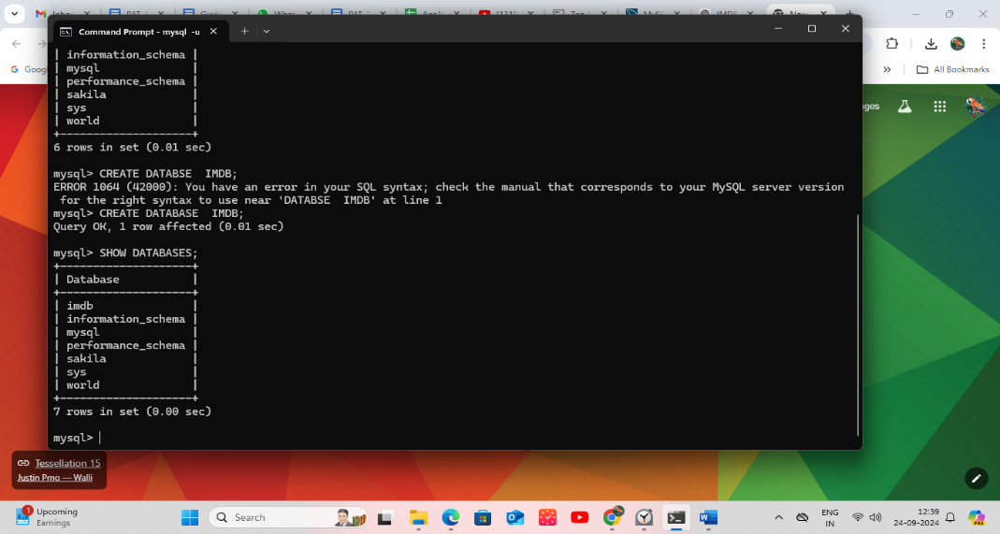 Command Prompt - mysql -u
| information_schema |
| mysql |
| performance_schema |
| sakila |
| sys |
| world |
+--------------------+
6 rows in set (0.01 sec)
mysql> CREATE DATABSE  IMDB;
ERROR 1064 (42000): You have an error in your SQL syntax; check the manual that corresponds to your MySQL server version
for the right syntax to use near 'DATABSE  IMDB' at line 1
mysql> CREATE DATABASE  IMDB;
Query OK, 1 row affected (0.01 sec)
mysql> SHOW DATABASES;
+--------------------+
| Database |
+--------------------+
| imdb |
| information_schema |
| mysql |
| performance_schema |
| sakila |
| sys |
| world |
+--------------------+
7 rows in set (0.00 sec)
mysql>
All Bookmarks
Tessellation 15
Justin Prno — Walli
Upcoming
Earnings
Search
ENG
IN
12:39
24-09-2024